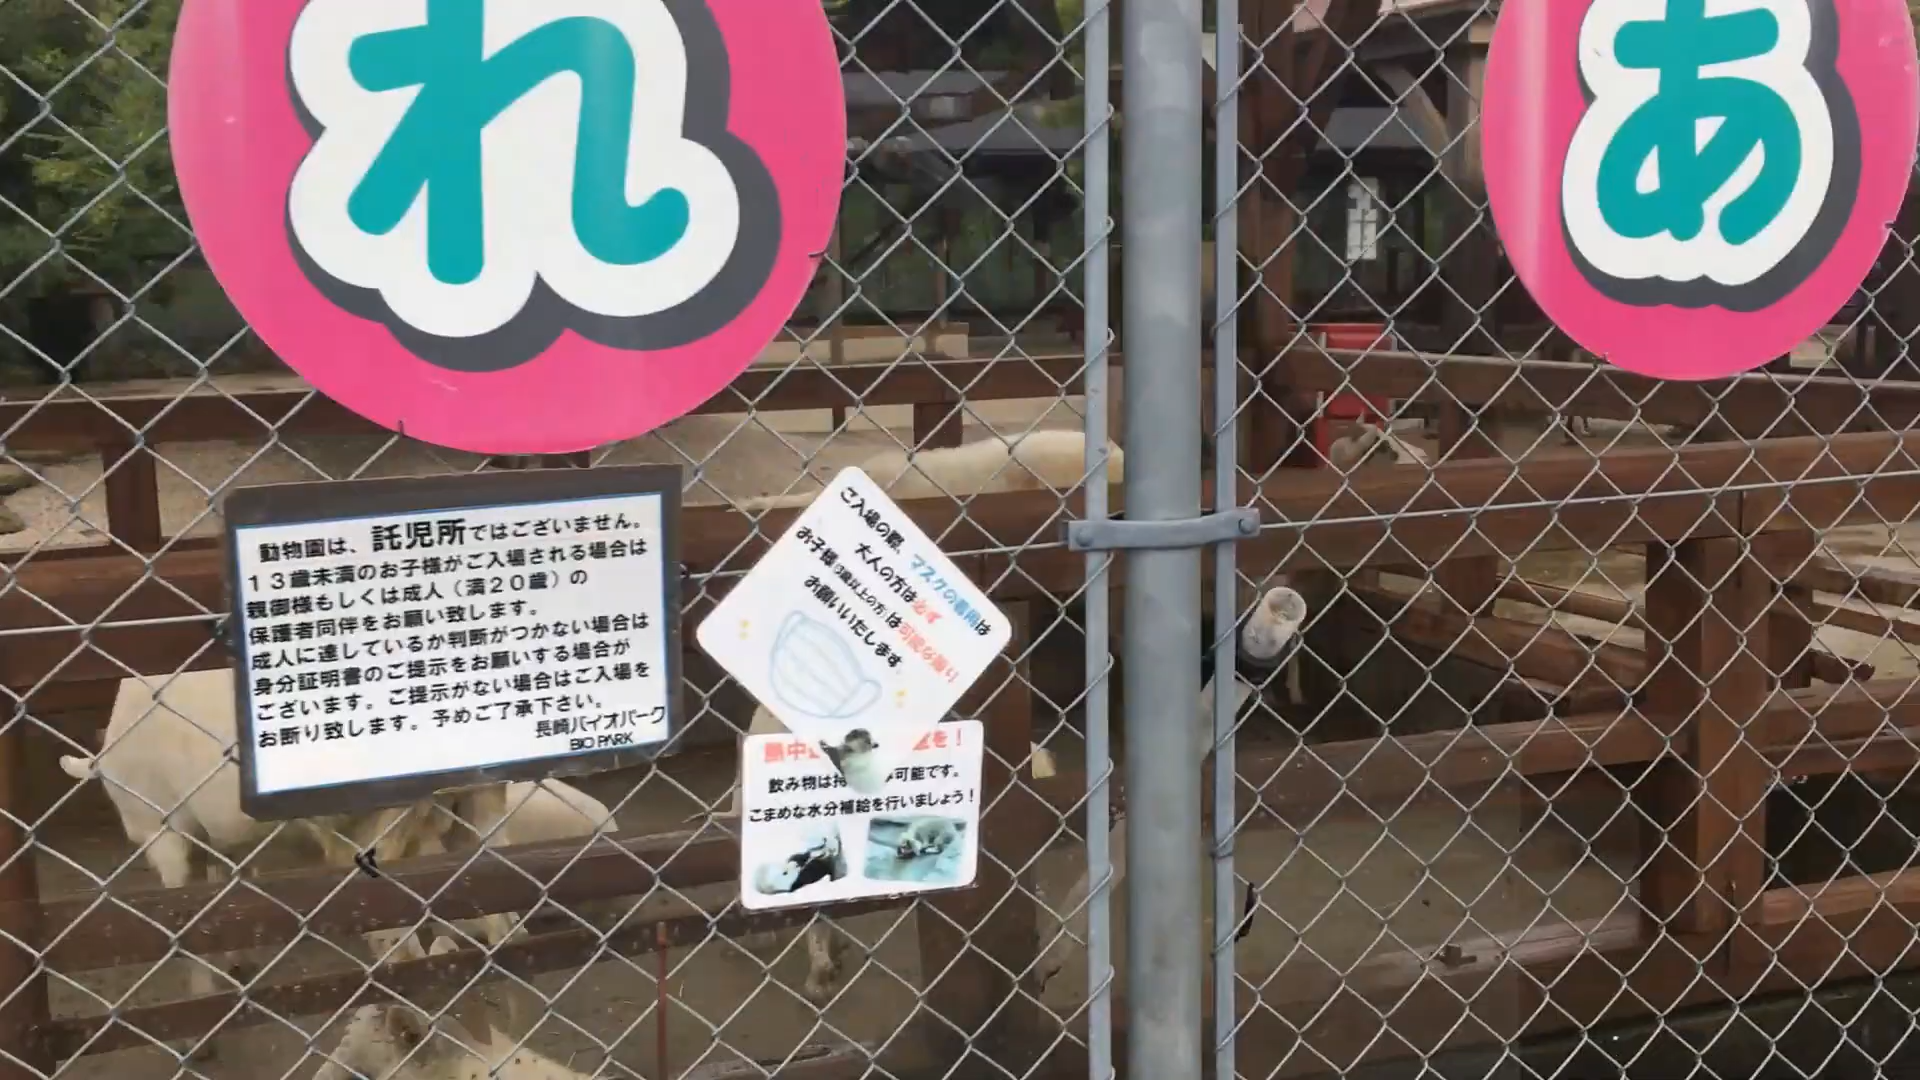 れ
あ
動物園は、託児所ではございません。
13歳未満のお子様がご入場される場合は
親御様もしくは成人（満20歳）の
保護者同伴をお願い致します。
成人に達しているか判断がつかない場合は
身分証明書のご提示をお願いする場合が
ございます。ご提示がない場合はご入場を
お断り致します。予めご了承下さい。
長崎バイオパーク
BIO PARK
ご入場の際、マスクの着用は
大人の方は必ず
お子様(3歳以上の方)は可能な限り
お願いいたします。
を！
飲み物は持 可能です。
こまめな水分補給を行いましょう！